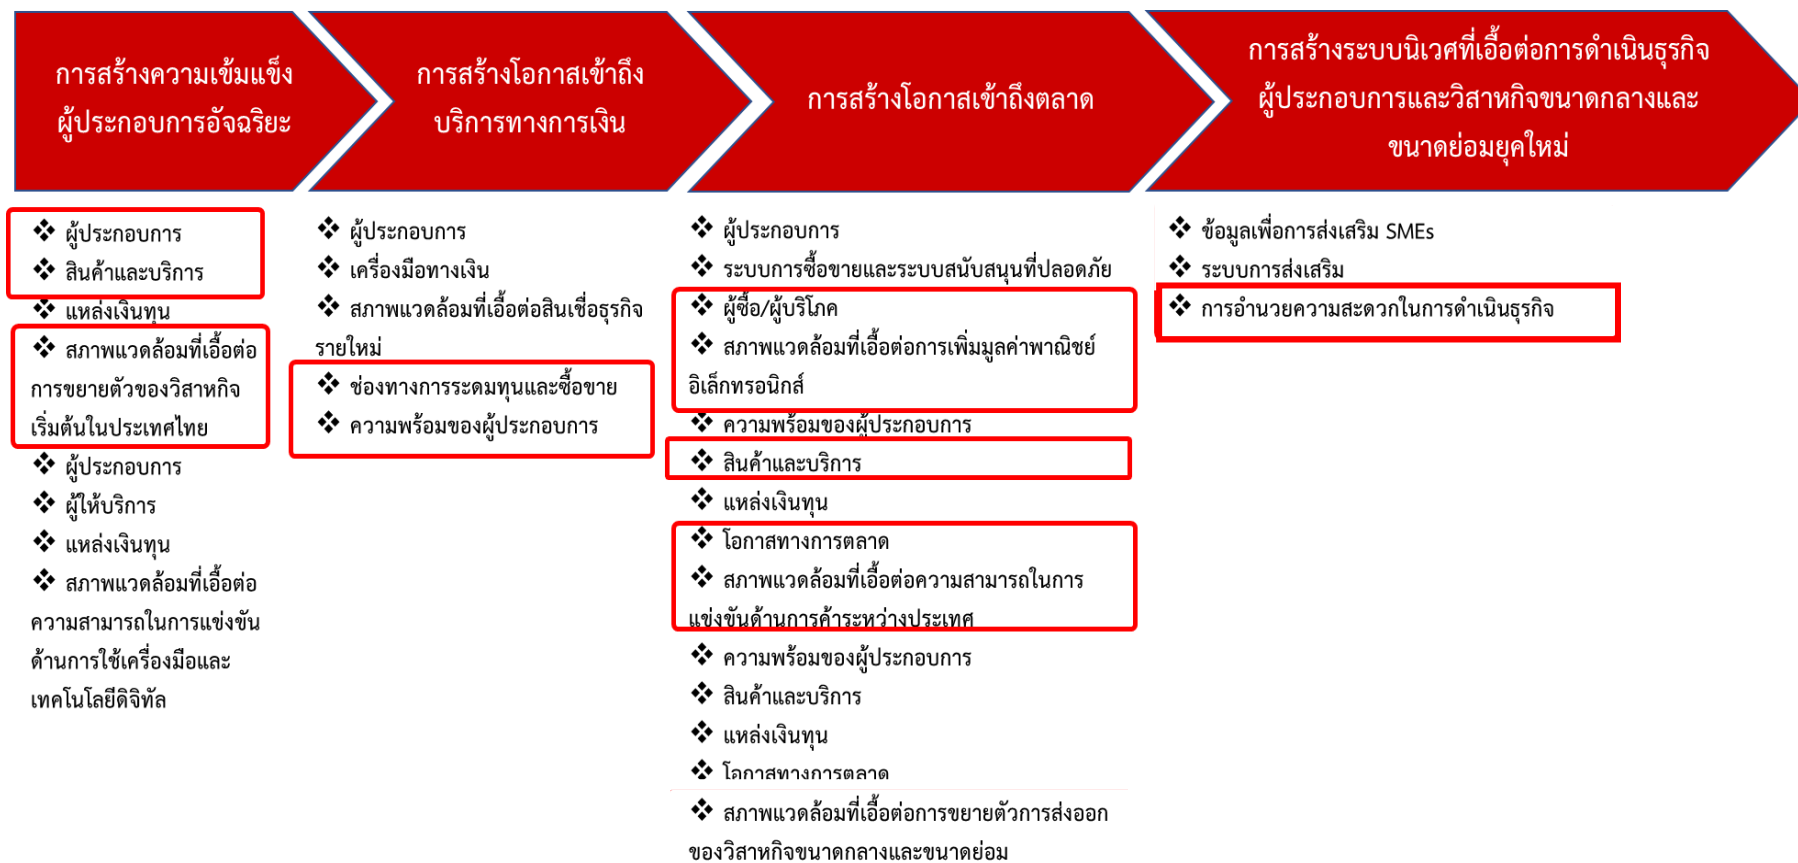 การสร้างความเข้มแข็ง
ผู้ประกอบการอัจฉริยะ
การสร้างโอกาสเข้าถึง
บริการทางการเงิน
การสร้างโอกาสเข้าถึงตลาด
การสร้างระบบนิเวศที่เอื้อต่อการดำเนินธุรกิจ
ผู้ประกอบการและวิสาหกิจขนาดกลางและ
ขนาดย่อมยุคใหม่
❖ ผู้ประกอบการ
❖ สินค้าและบริการ
❖ แหล่งเงินทุน
❖ สภาพแวดล้อมที่เอื้อต่อ
การขยายตัวของวิสาหกิจ
เริ่มต้นในประเทศไทย
❖ ผู้ประกอบการ
❖ ผู้ให้บริการ
❖ แหล่งเงินทุน
❖ สภาพแวดล้อมที่เอื้อต่อ
ความสามารถในการแข่งขัน
ด้านการใช้เครื่องมือและ
เทคโนโลยีดิจิทัล
❖ ผู้ประกอบการ
❖ เครื่องมือทางเงิน
❖ สภาพแวดล้อมที่เอื้อต่อสินเชื่อธุรกิจ
รายใหม่
❖ ช่องทางการระดมทุนและซื้อขาย
❖ ความพร้อมของผู้ประกอบการ
❖ ผู้ประกอบการ
❖ ระบบการซื้อขายและระบบสนับสนุนที่ปลอดภัย
❖ ผู้ซื้อ/ผู้บริโภค
❖ สภาพแวดล้อมที่เอื้อต่อการเพิ่มมูลค่าพาณิชย์
อิเล็กทรอนิกส์
❖ ความพร้อมของผู้ประกอบการ
❖ สินค้าและบริการ
❖ แหล่งเงินทุน
❖ โอกาสทางการตลาด
❖ สภาพแวดล้อมที่เอื้อต่อความสามารถในการ
แข่งขันด้านการค้าระหว่างประเทศ
❖ ความพร้อมของผู้ประกอบการ
❖ สินค้าและบริการ
❖ แหล่งเงินทุน
❖ โอกาสทางการตลาด
❖ สภาพแวดล้อมที่เอื้อต่อการขยายตัวการส่งออก
ของวิสาหกิจขนาดกลางและขนาดย่อม
❖ ข้อมูลเพื่อการส่งเสริม SMEs
❖ ระบบการส่งเสริม
❖ การอำนวยความสะดวกในการดำเนินธุรกิจ